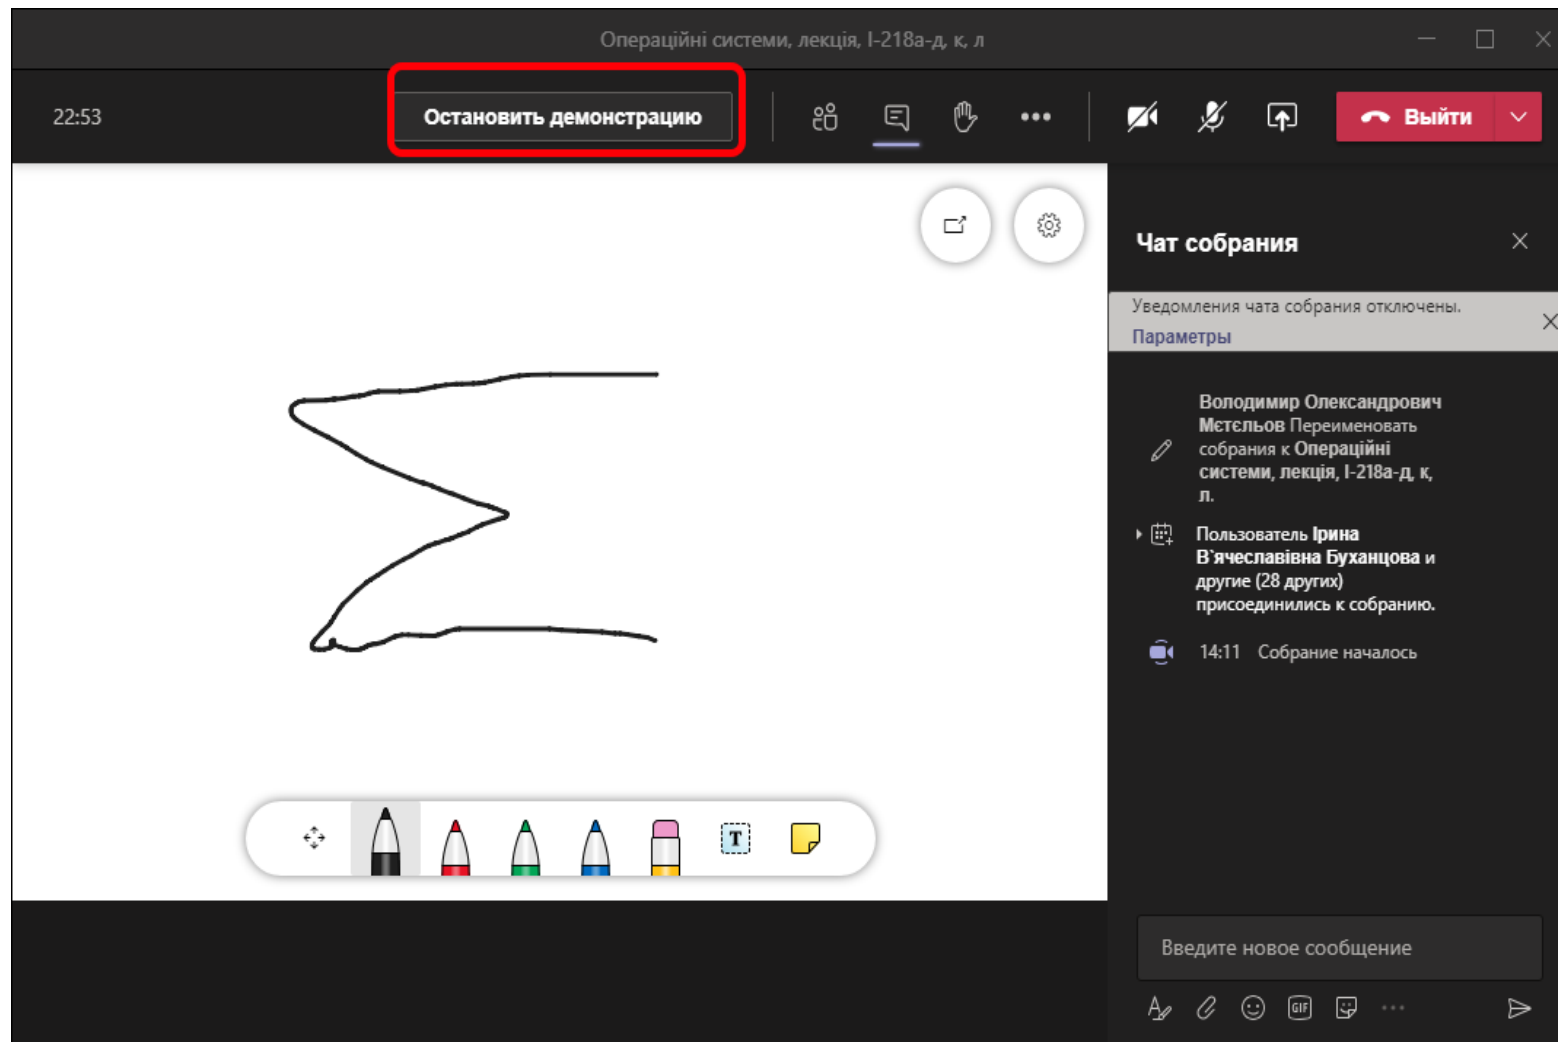 Операційні системи, лекція, І-218а-д, к, л
22:53
Остановить демонстрацию
Выйти
Чат собрания
Уведомления чата собрания отключены.
Параметры
Володимир Олександрович
Мєтєльов Переименовать
собрания к Операційні
системи, лекція, І-218а-д, к,
л.
Пользователь Ірина
В`ячеславівна Буханцова и
другие (28 других)
присоединились к собранию.
14:11 Собрание началось
T
Введите новое сообщение
GIF